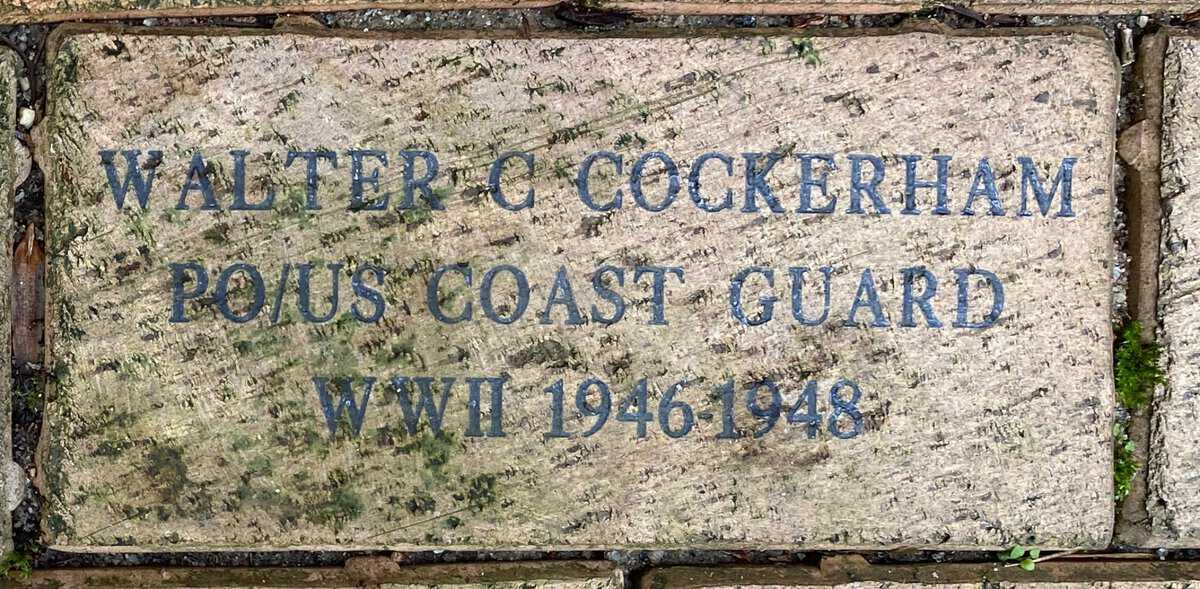 WALTER C COCKERHAM
PO/US COAST GUARD
WWII 1946-1948